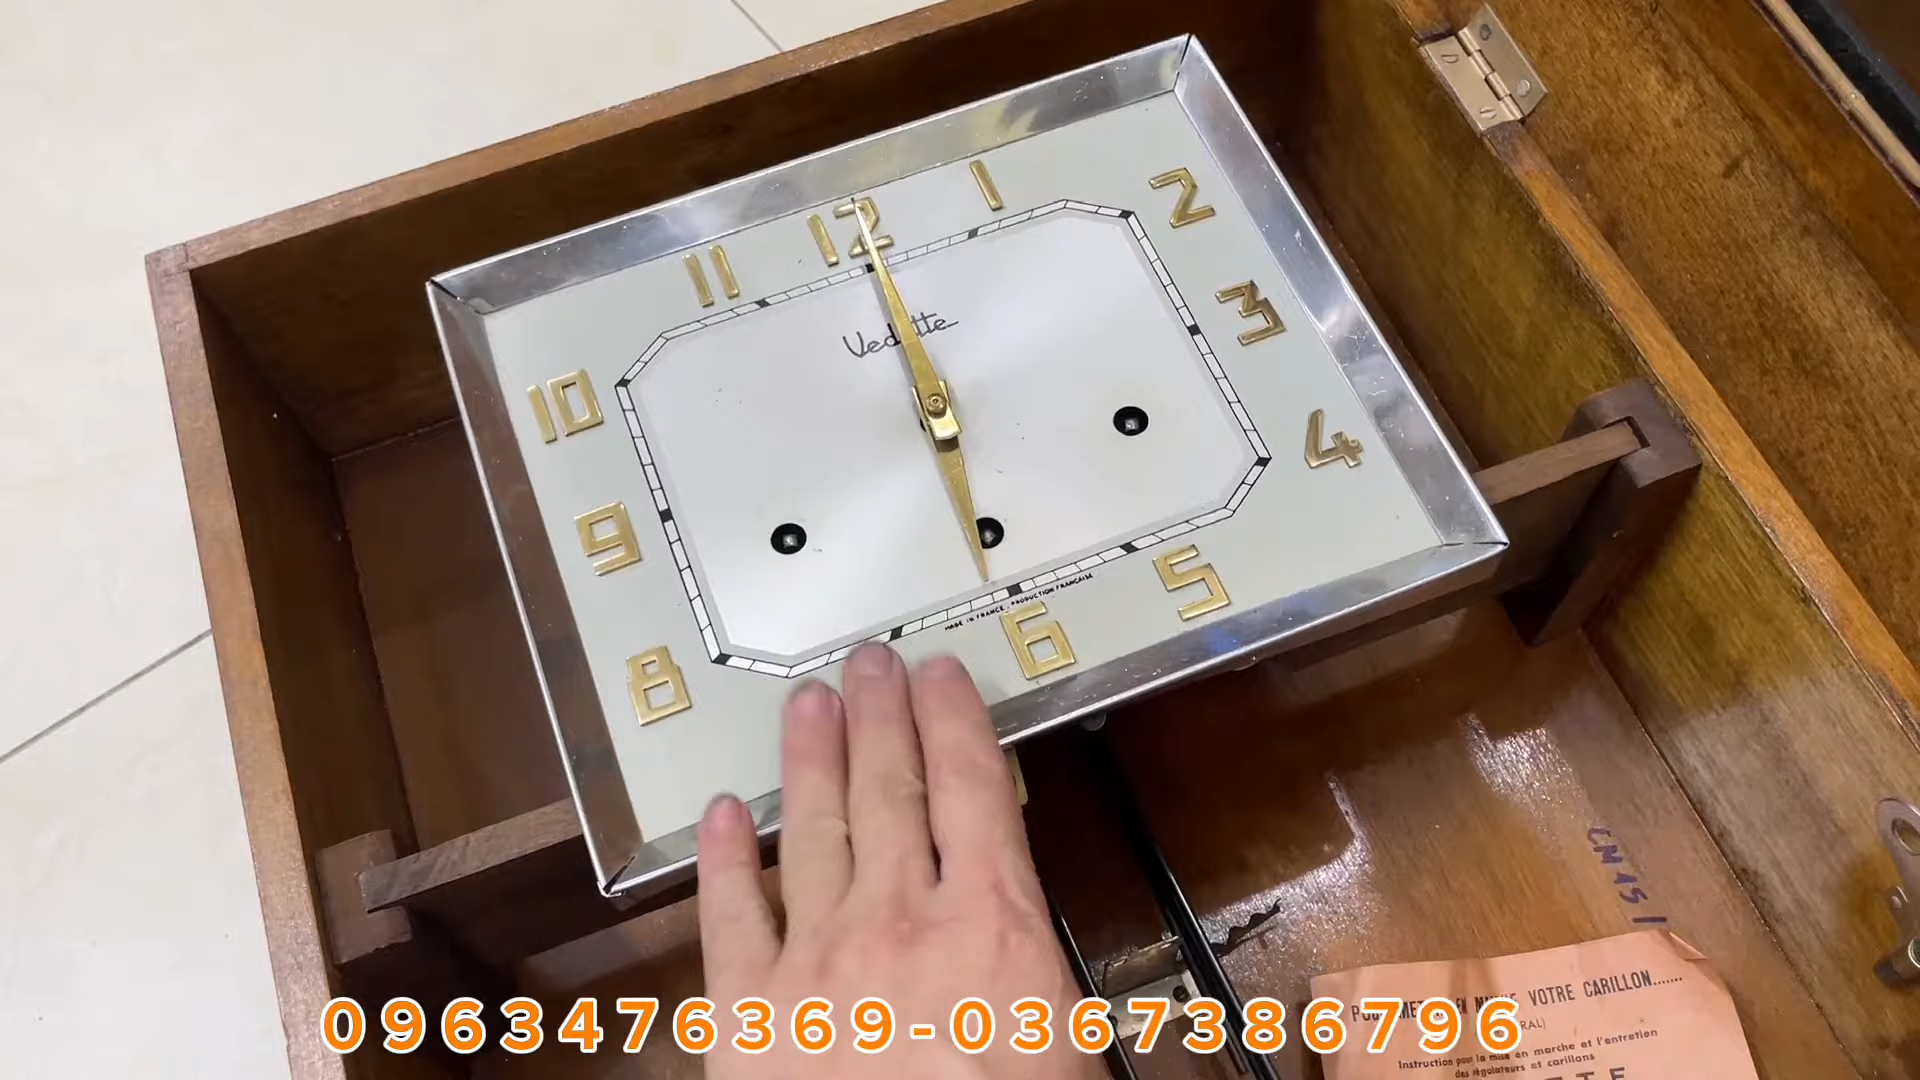 12
1
2
3
4
5
6
8
9
10
11
Vedette
MADE IN FRANCE. PRODUCTION FRANÇAISE
CM451
VOTRE CARILLON.......
Instruction pour la mise en marche et l'entretien
des régulateurs et carillons
0963476369-0367386796